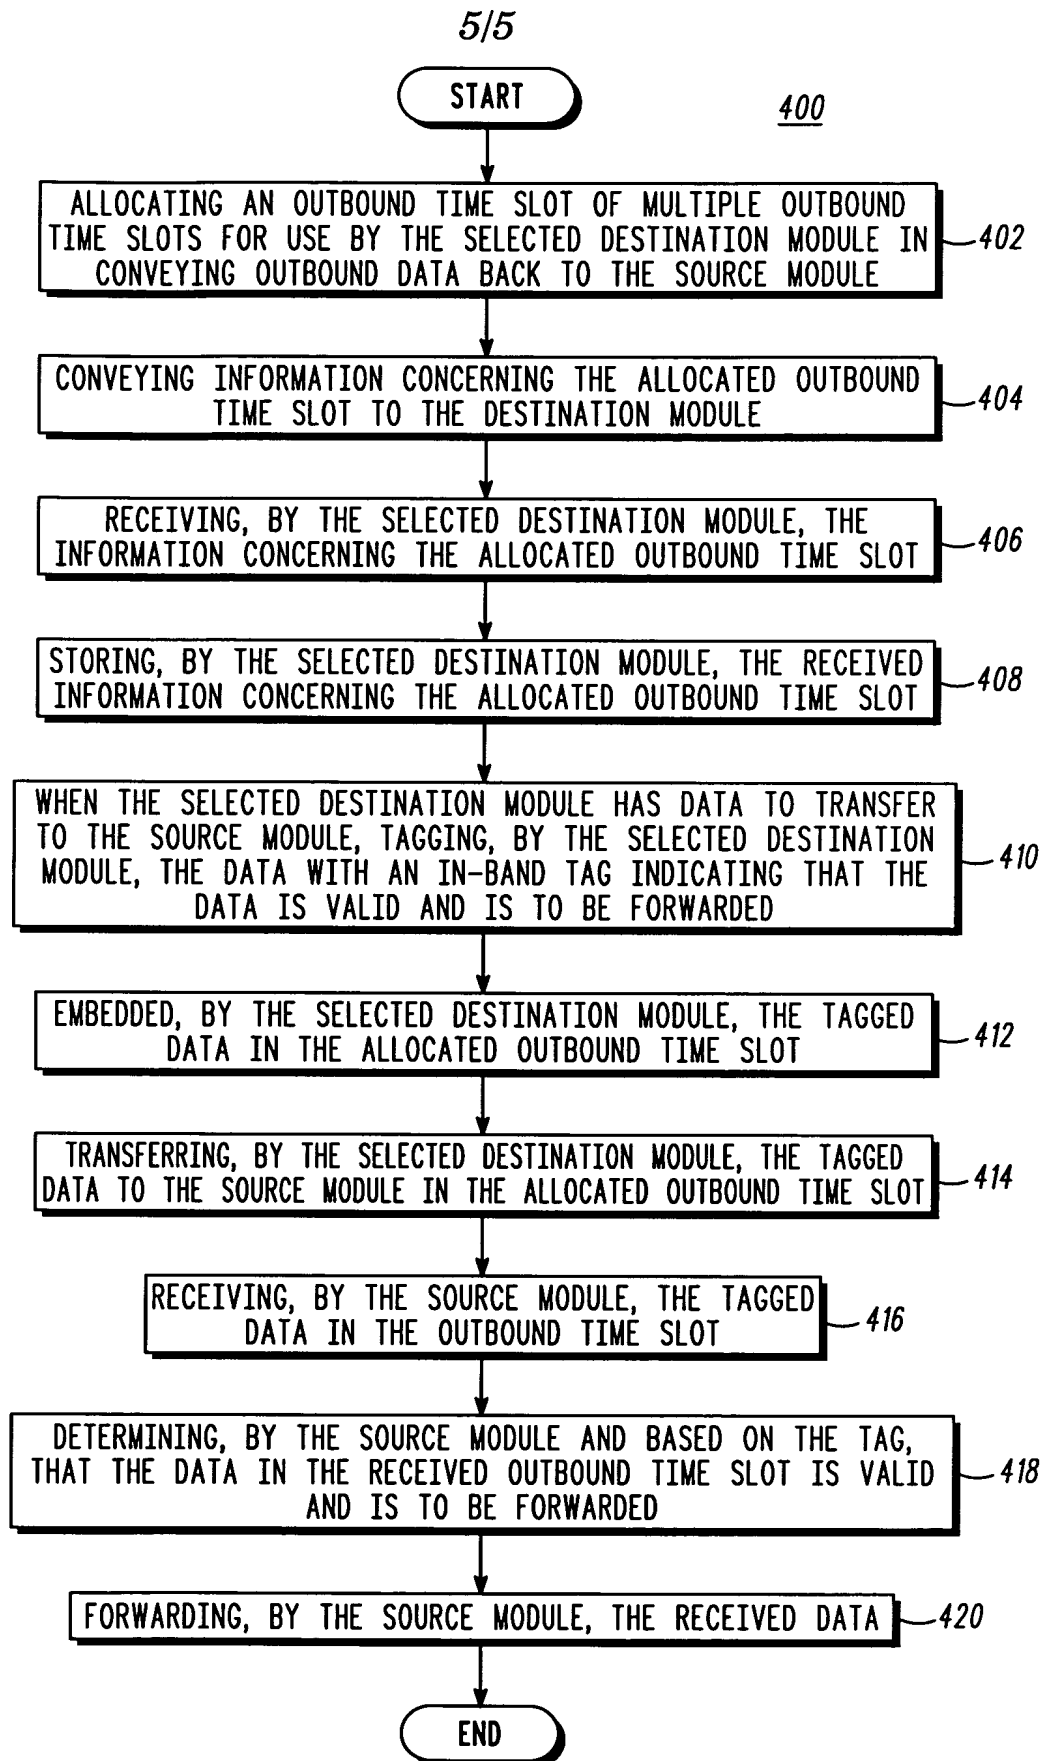 5/5
START
400
ALLOCATING AN OUTBOUND TIME SLOT OF MULTIPLE OUTBOUND
TIME SLOTS FOR USE BY THE SELECTED DESTINATION MODULE IN
CONVEYING OUTBOUND DATA BACK TO THE SOURCE MODULE
402
CONVEYING INFORMATION CONCERNING THE ALLOCATED OUTBOUND
TIME SLOT TO THE DESTINATION MODULE
404
RECEIVING, BY THE SELECTED DESTINATION MODULE, THE
INFORMATION CONCERNING THE ALLOCATED OUTBOUND TIME SLOT
406
STORING, BY THE SELECTED DESTINATION MODULE, THE RECEIVED
INFORMATION CONCERNING THE ALLOCATED OUTBOUND TIME SLOT
408
WHEN THE SELECTED DESTINATION MODULE HAS DATA TO TRANSFER
TO THE SOURCE MODULE, TAGGING, BY THE SELECTED DESTINATION
MODULE, THE DATA WITH AN IN-BAND TAG INDICATING THAT THE
DATA IS VALID AND IS TO BE FORWARDED
410
EMBEDDED, BY THE SELECTED DESTINATION MODULE, THE TAGGED
DATA IN THE ALLOCATED OUTBOUND TIME SLOT
412
TRANSFERRING, BY THE SELECTED DESTINATION MODULE, THE TAGGED
DATA TO THE SOURCE MODULE IN THE ALLOCATED OUTBOUND TIME SLOT
414
RECEIVING, BY THE SOURCE MODULE, THE TAGGED
DATA IN THE OUTBOUND TIME SLOT
416
DETERMINING, BY THE SOURCE MODULE AND BASED ON THE TAG,
THAT THE DATA IN THE RECEIVED OUTBOUND TIME SLOT IS VALID
AND IS TO BE FORWARDED
418
FORWARDING, BY THE SOURCE MODULE, THE RECEIVED DATA
420
END